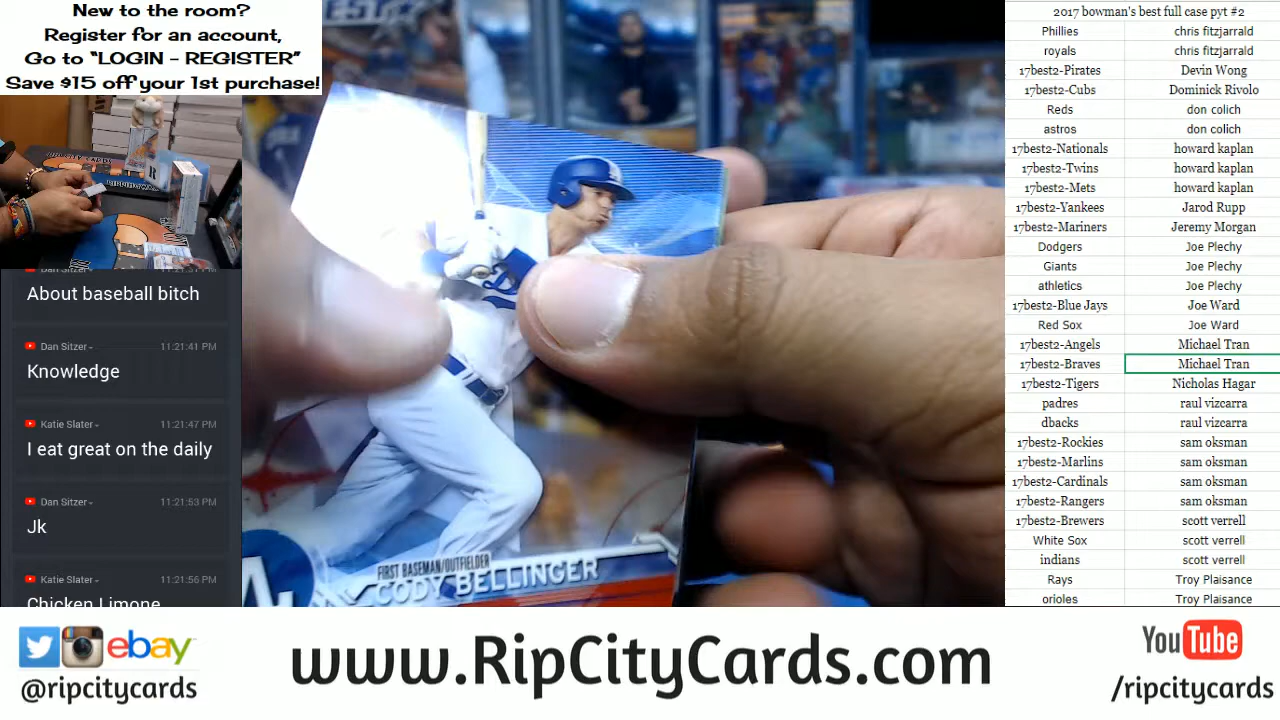 New to the room?
Register for an account,
Go to “LOGIN - REGISTER”
Save $15 off your 1st purchase!
About baseball bitch
Dan Sitzer
11:21:41 PM
Knowledge
Katie Slater
11:21:47 PM
I eat great on the daily
Dan Sitzer
11:21:53 PM
Jk
Katie Slater
11:21:56 PM
Chicken Limone
FIRST BASEMAN/OUTFIELDER
CODY BELLINGER
2017 bowman's best full case pyt #2
Phillies chris fitzjarrald
royals chris fitzjarrald
17best2-Pirates Devin Wong
17best2-Cubs Dominick Rivolo
Reds don colich
astros don colich
17best2-Nationals howard kaplan
17best2-Twins howard kaplan
17best2-Mets howard kaplan
17best2-Yankees Jarod Rupp
17best2-Mariners Jeremy Morgan
Dodgers Joe Plechy
Giants Joe Plechy
athletics Joe Plechy
17best2-Blue Jays Joe Ward
Red Sox Joe Ward
17best2-Angels Michael Tran
17best2-Braves Michael Tran
17best2-Tigers Nicholas Hagar
padres raul vizcarra
dbacks raul vizcarra
17best2-Rockies sam oksman
17best2-Marlins sam oksman
17best2-Cardinals sam oksman
17best2-Rangers sam oksman
17best2-Brewers scott verrell
White Sox scott verrell
indians scott verrell
Rays Troy Plaisance
orioles Troy Plaisance
ebay
@ripcitycards
www.RipCityCards.com
YouTube
/ripcitycards